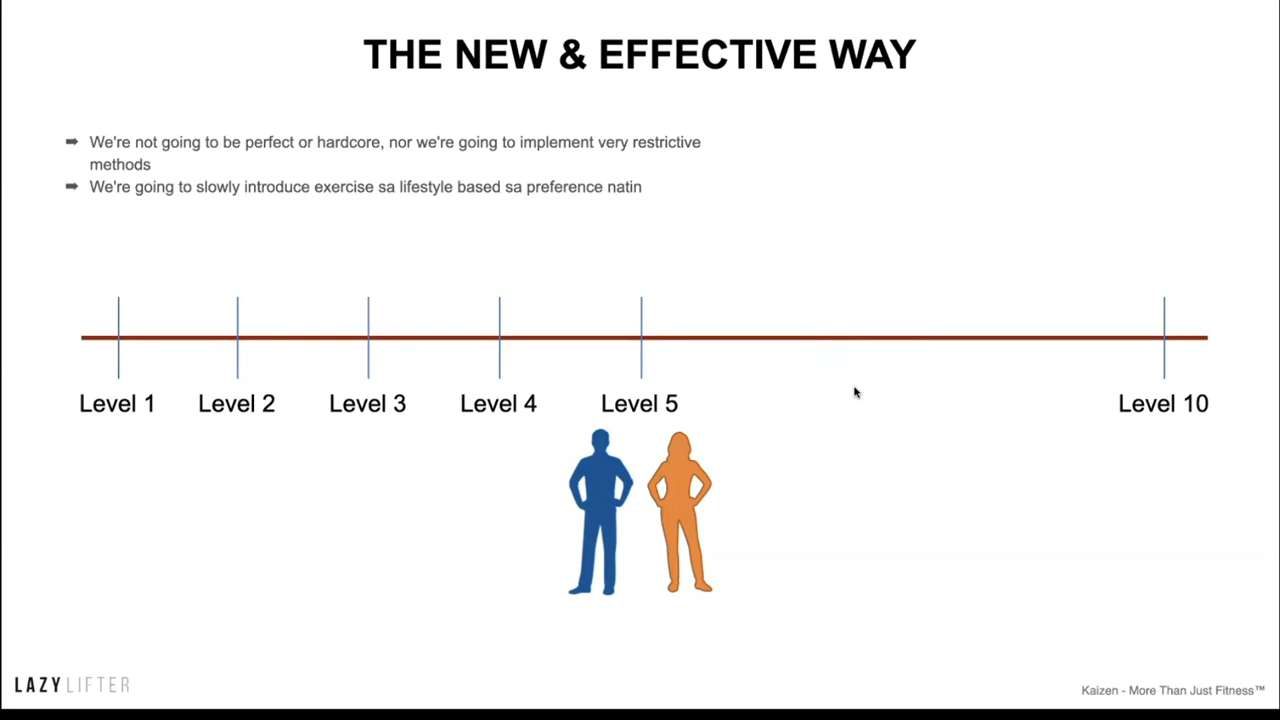 THE NEW & EFFECTIVE WAY
➡ We're not going to be perfect or hardcore, nor we're going to implement very restrictive
methods
➡ We're going to slowly introduce exercise sa lifestyle based sa preference natin
Level 1
Level 2
Level 3
Level 4
Level 5
Level 10
LAZYLIFTER
Kaizen - More Than Just Fitness™